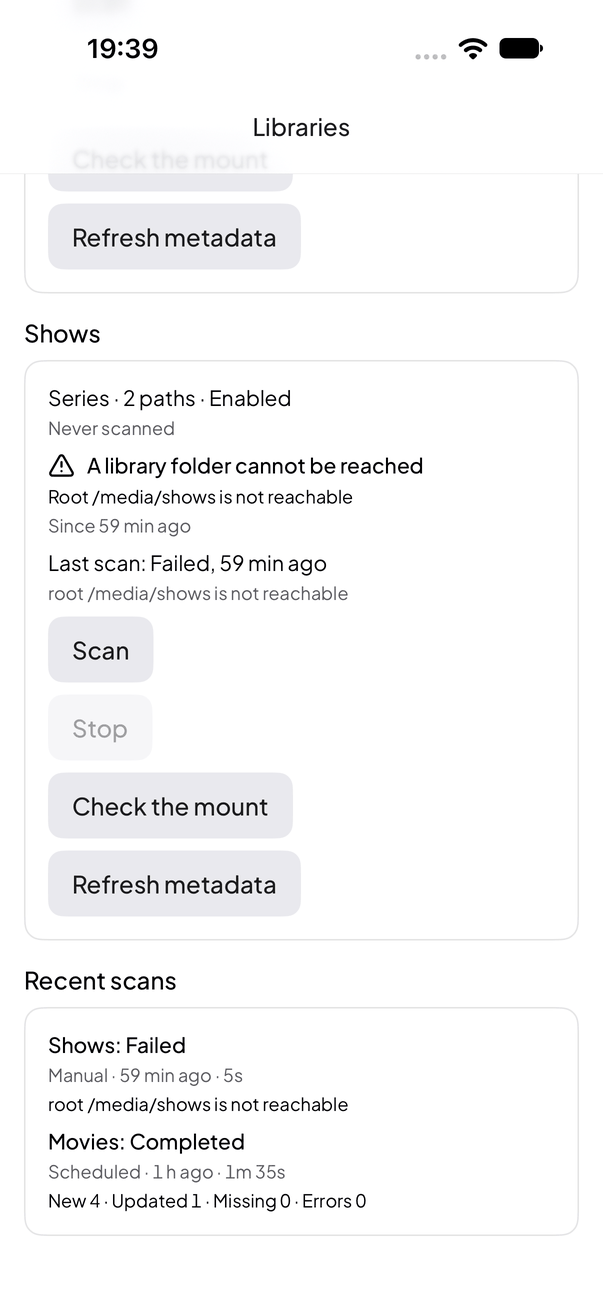 19:39
Libraries
Check the mount
Refresh metadata
Shows
Series · 2 paths · Enabled
Never scanned
A library folder cannot be reached
Root /media/shows is not reachable
Since 59 min ago
Last scan: Failed, 59 min ago
root /media/shows is not reachable
Scan
Stop
Check the mount
Refresh metadata
Recent scans
Shows: Failed
Manual · 59 min ago · 5s
root /media/shows is not reachable
Movies: Completed
Scheduled · 1 h ago · 1m 35s
New 4 · Updated 1 · Missing 0 · Errors 0